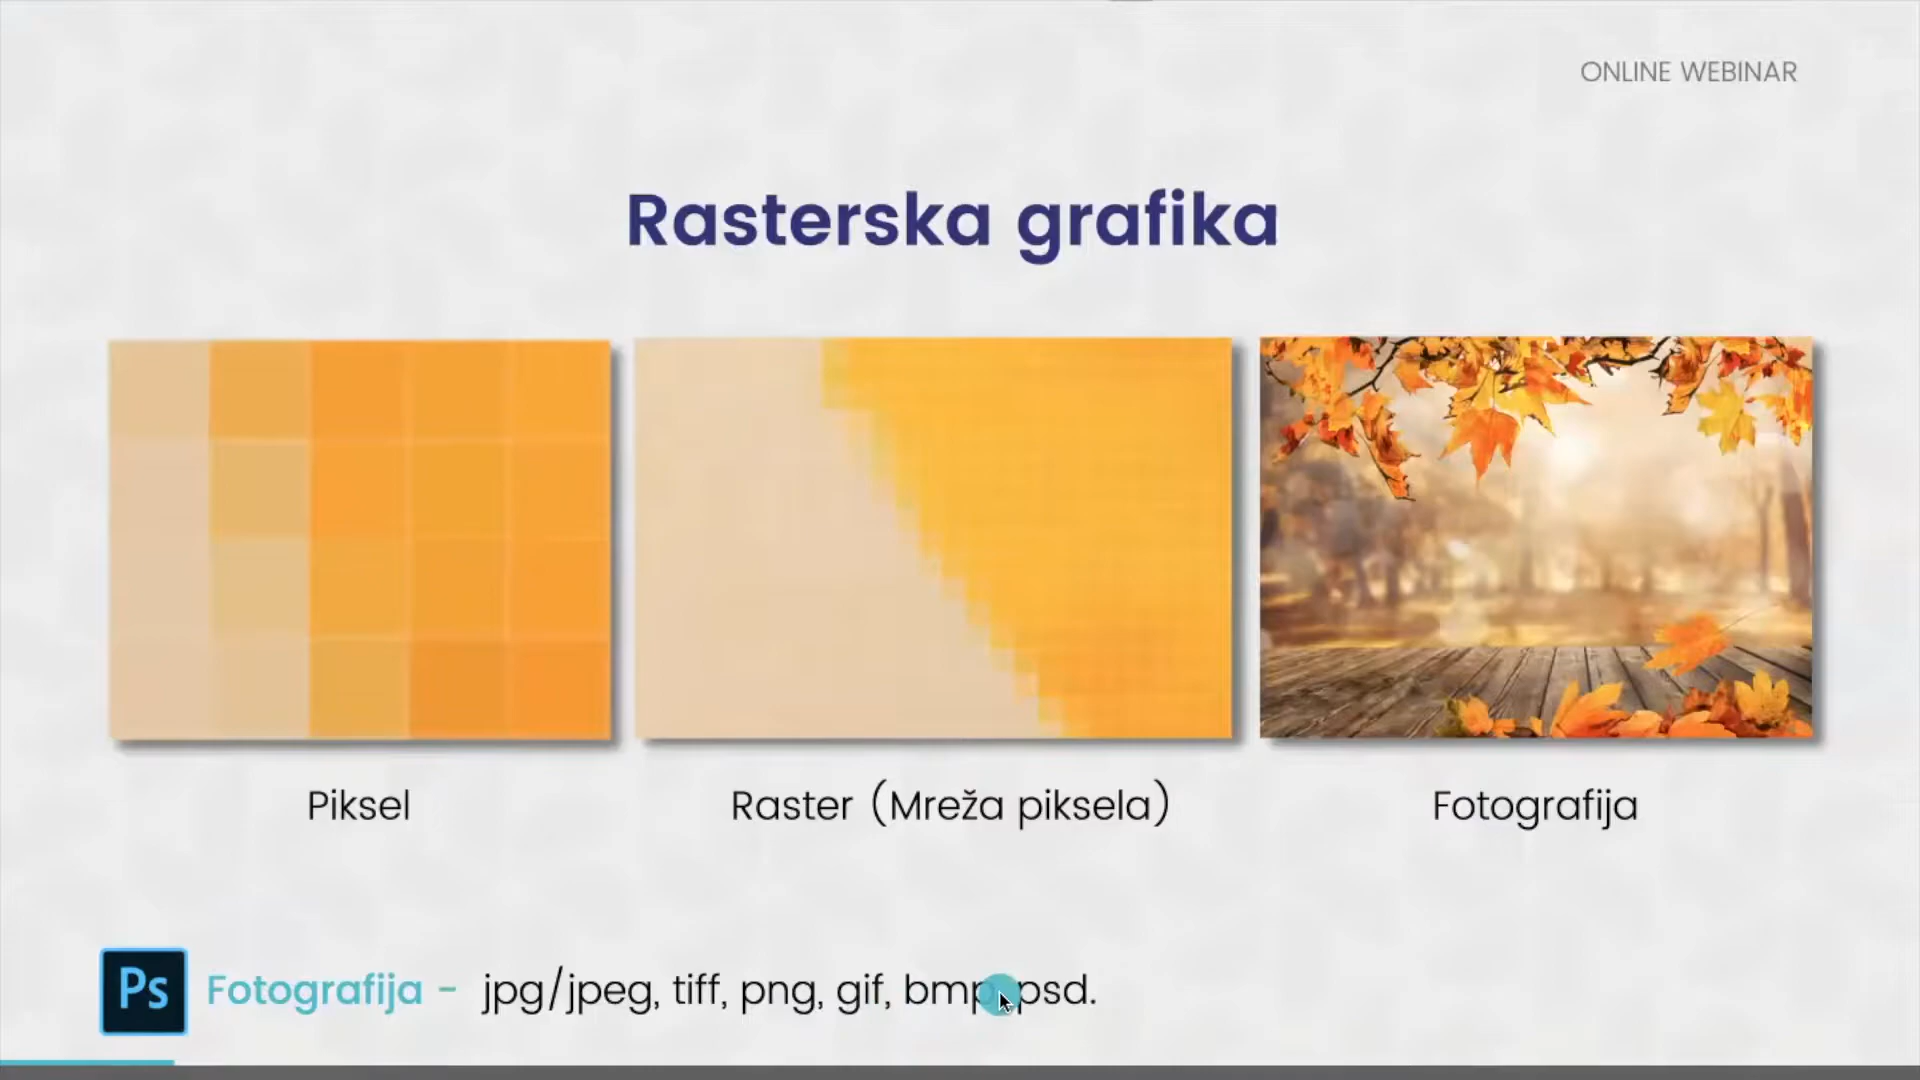 ONLINE WEBINAR
Rasterska grafika
Piksel
Raster (Mreža piksela)
Fotografija
Ps Fotografija - jpg/jpeg, tiff, png, gif, bmp, psd.